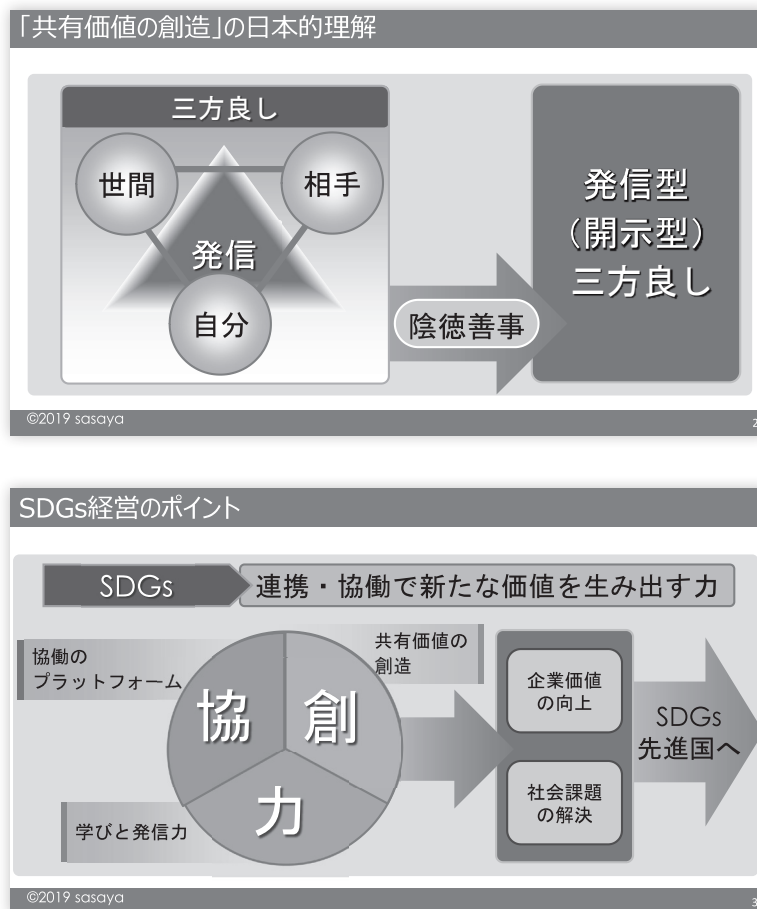 「共有価値の創造」の日本的理解
三方良し
世間
相手
発信
自分
陰徳善事
発信型
（開示型）
三方良し
©2019 sasaya
2
SDGs経営のポイント
SDGs
連携・協働で新たな価値を生み出す力
協働の
プラットフォーム
共有価値の
創造
協
創
力
学びと発信力
企業価値
の向上
社会課題
の解決
SDGs
先進国へ
©2019 sasaya
3